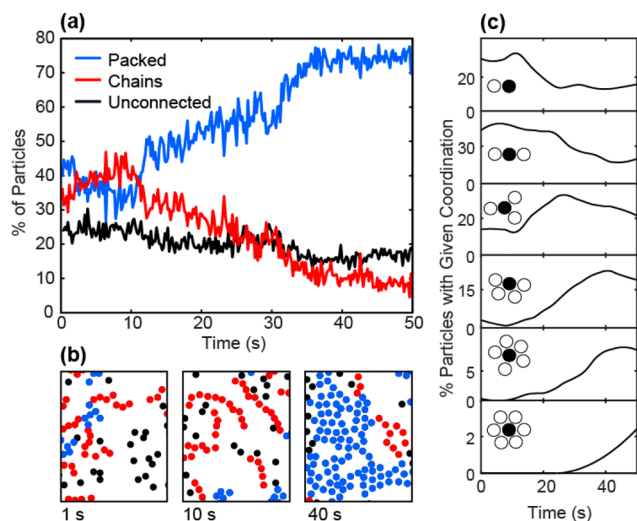 (a)
80
70
60
50
40
30
20
10
0
% of Particles
Packed
Chains
Unconnected
0 10 20 30 40 50
Time (s)
(b)
1 s
10 s
40 s
(c)
% Particles with Given Coordination
20
0
30
0
20
0
15
0
5
0
2
0
0 20 40
Time (s)